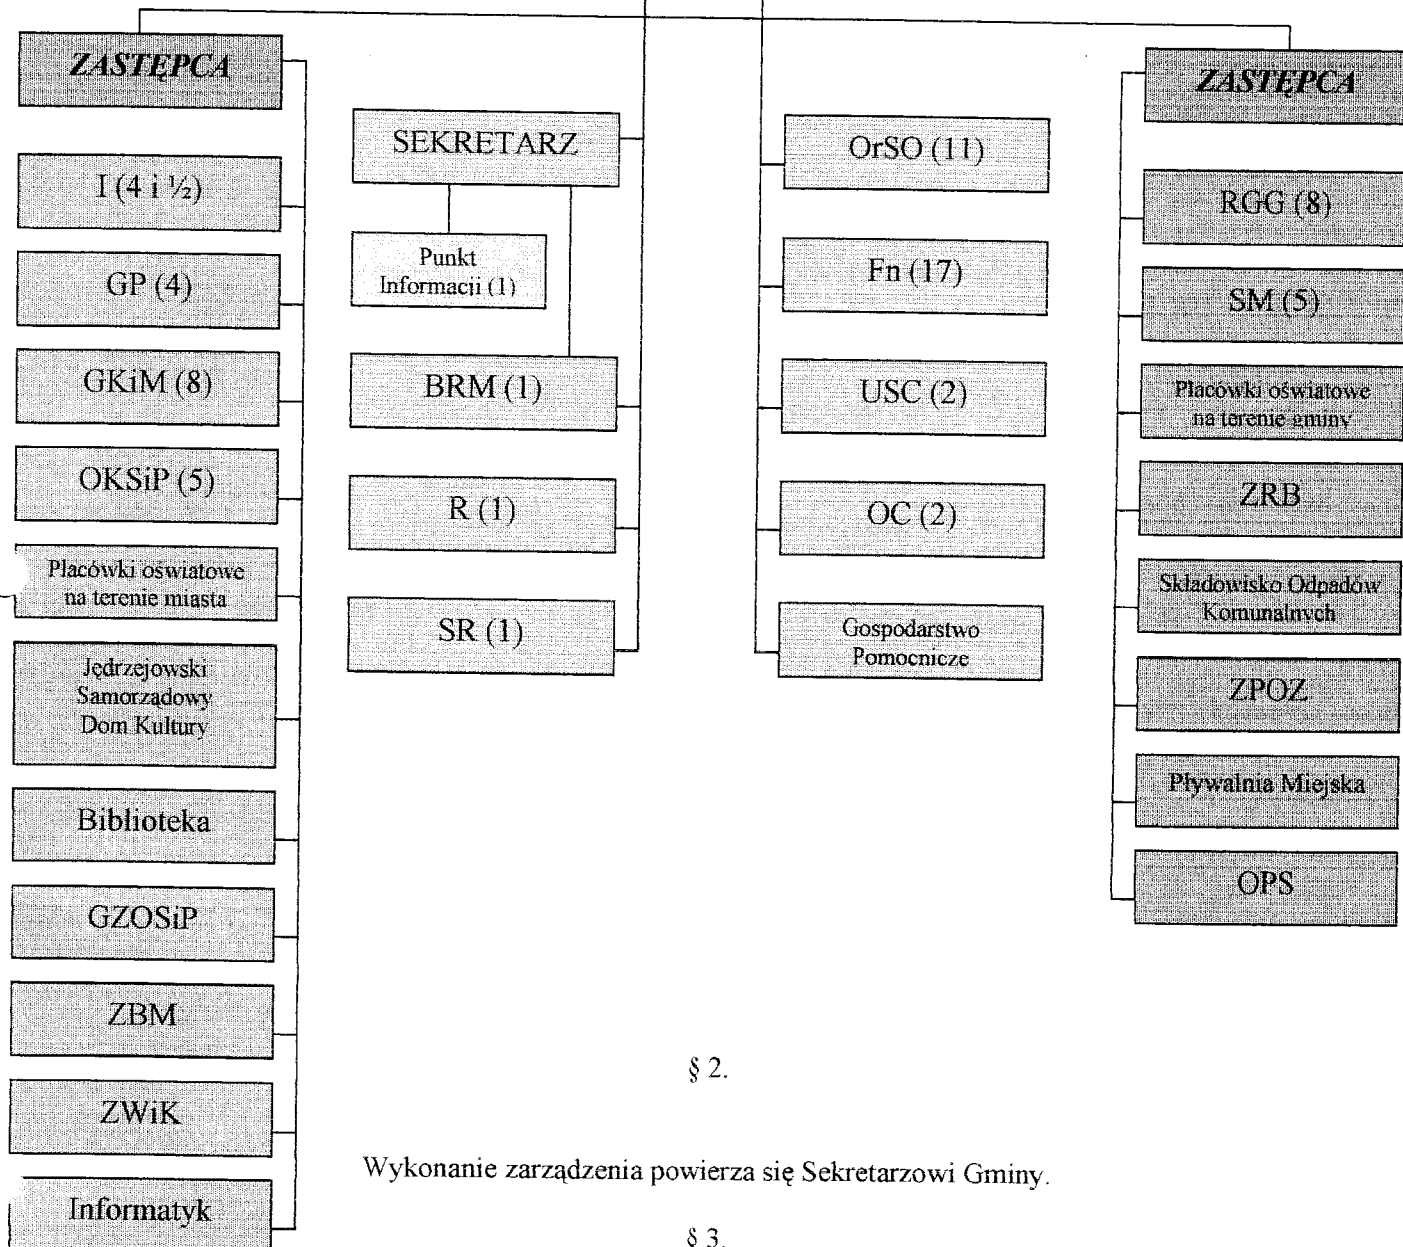 ZASTĘPCA
I (4 i ½)
GP (4)
GKiM (8)
OKSiP (5)
Placówki oświatowe
na terenie miasta
Jędrzejowski
Samorządowy
Dom Kultury
Biblioteka
GZOSiP
ZBM
ZWiK
Informatyk
SEKRETARZ
Punkt
Informacji (1)
BRM (1)
R (1)
SR (1)
OrSO (11)
Fn (17)
USC (2)
OC (2)
Gospodarstwo
Pomocnicze
ZASTĘPCA
RGG (8)
SM (5)
Placówki oświatowe
na terenie gminy
ZRB
Składowisko Odpadów
Komunalnych
ZPOZ
Pływalnia Miejska
OPS
§ 2.
Wykonanie zarządzenia powierza się Sekretarzowi Gminy.
§ 3.